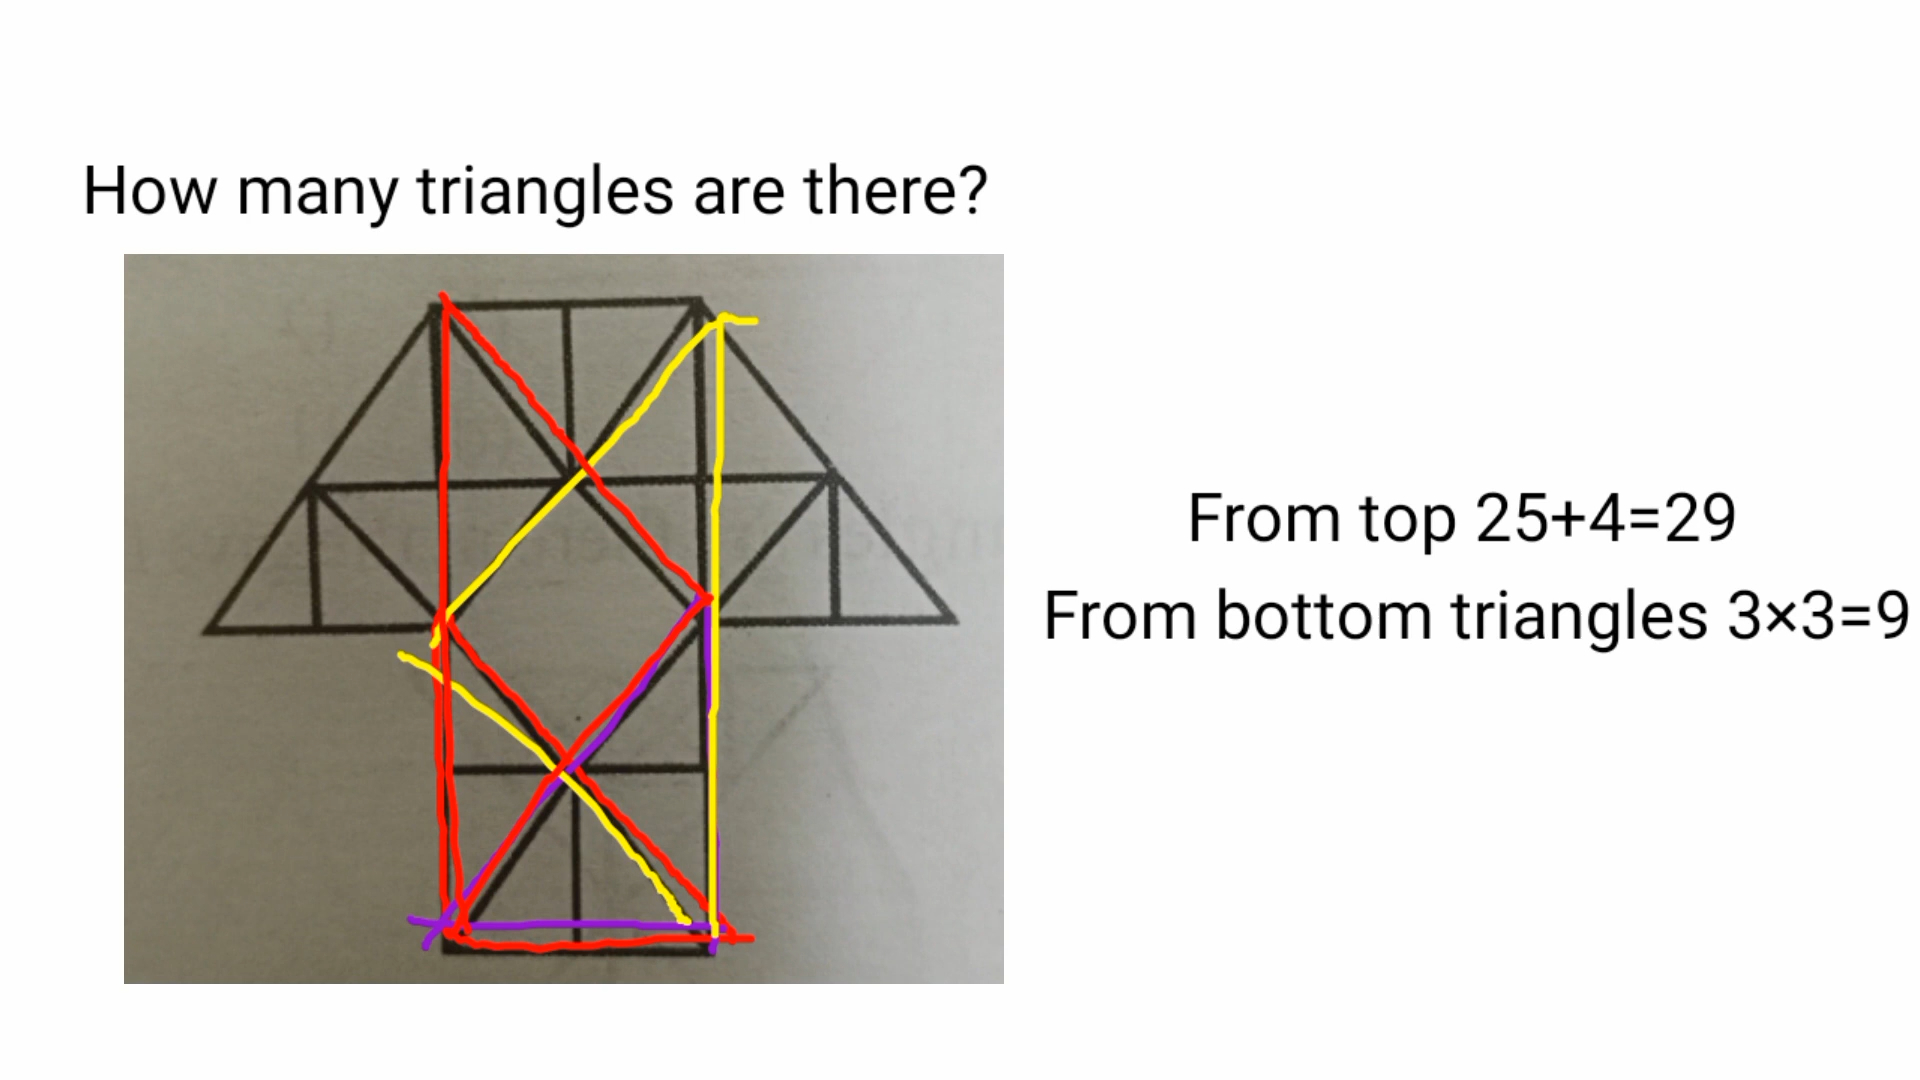 How many triangles are there?
From top 25+4=29
From bottom triangles 3×3=9